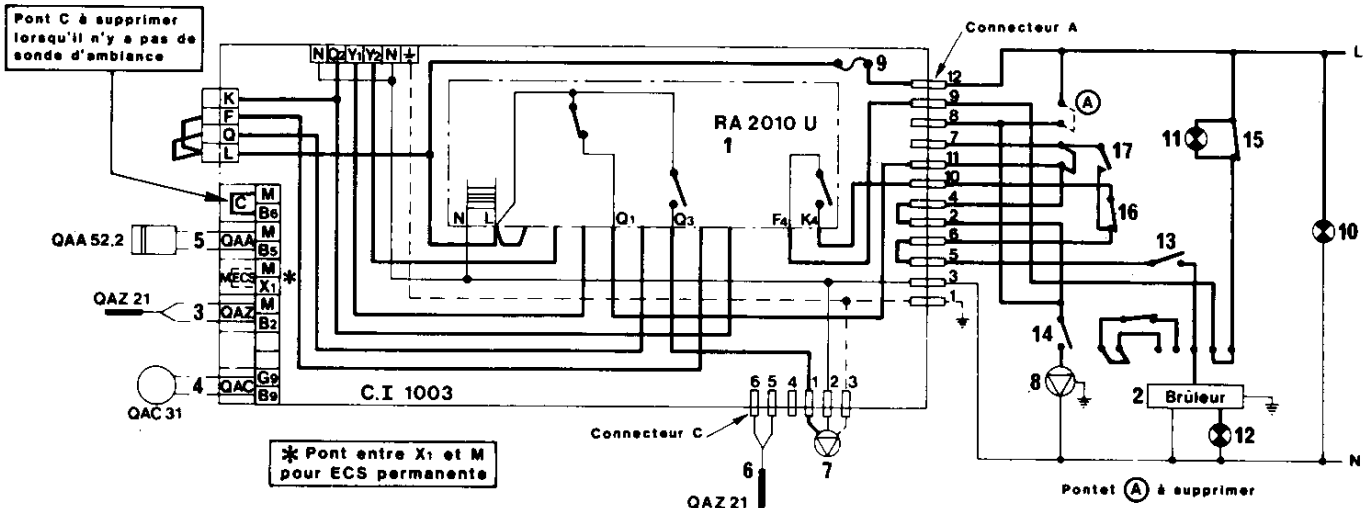 Pont C à supprimer
lorsqu'il n'y a pas de
sonde d'ambiance
N Q2 Y1 Y2 N
Connecteur A
L
9
K
F
Q
L
RA 2010 U
1
N L Q1 Q3 F4 K4
12
9
8
7
11
10
4
2
6
5
3
1
A
17
16
11
15
10
13
14
8
C
M
B6
QAA 52,2
5
QAA
M
B5
MECS
M
X1
*
QAZ 21
3
QAZ
M
B2
4
QAC
G9
B9
QAC 31
C.I 1003
6 5 4 1 2 3
Connecteur C
7
6
QAZ 21
* Pont entre X1 et M
pour ECS permanente
2
Brûleur
12
N
Pontet A à supprimer